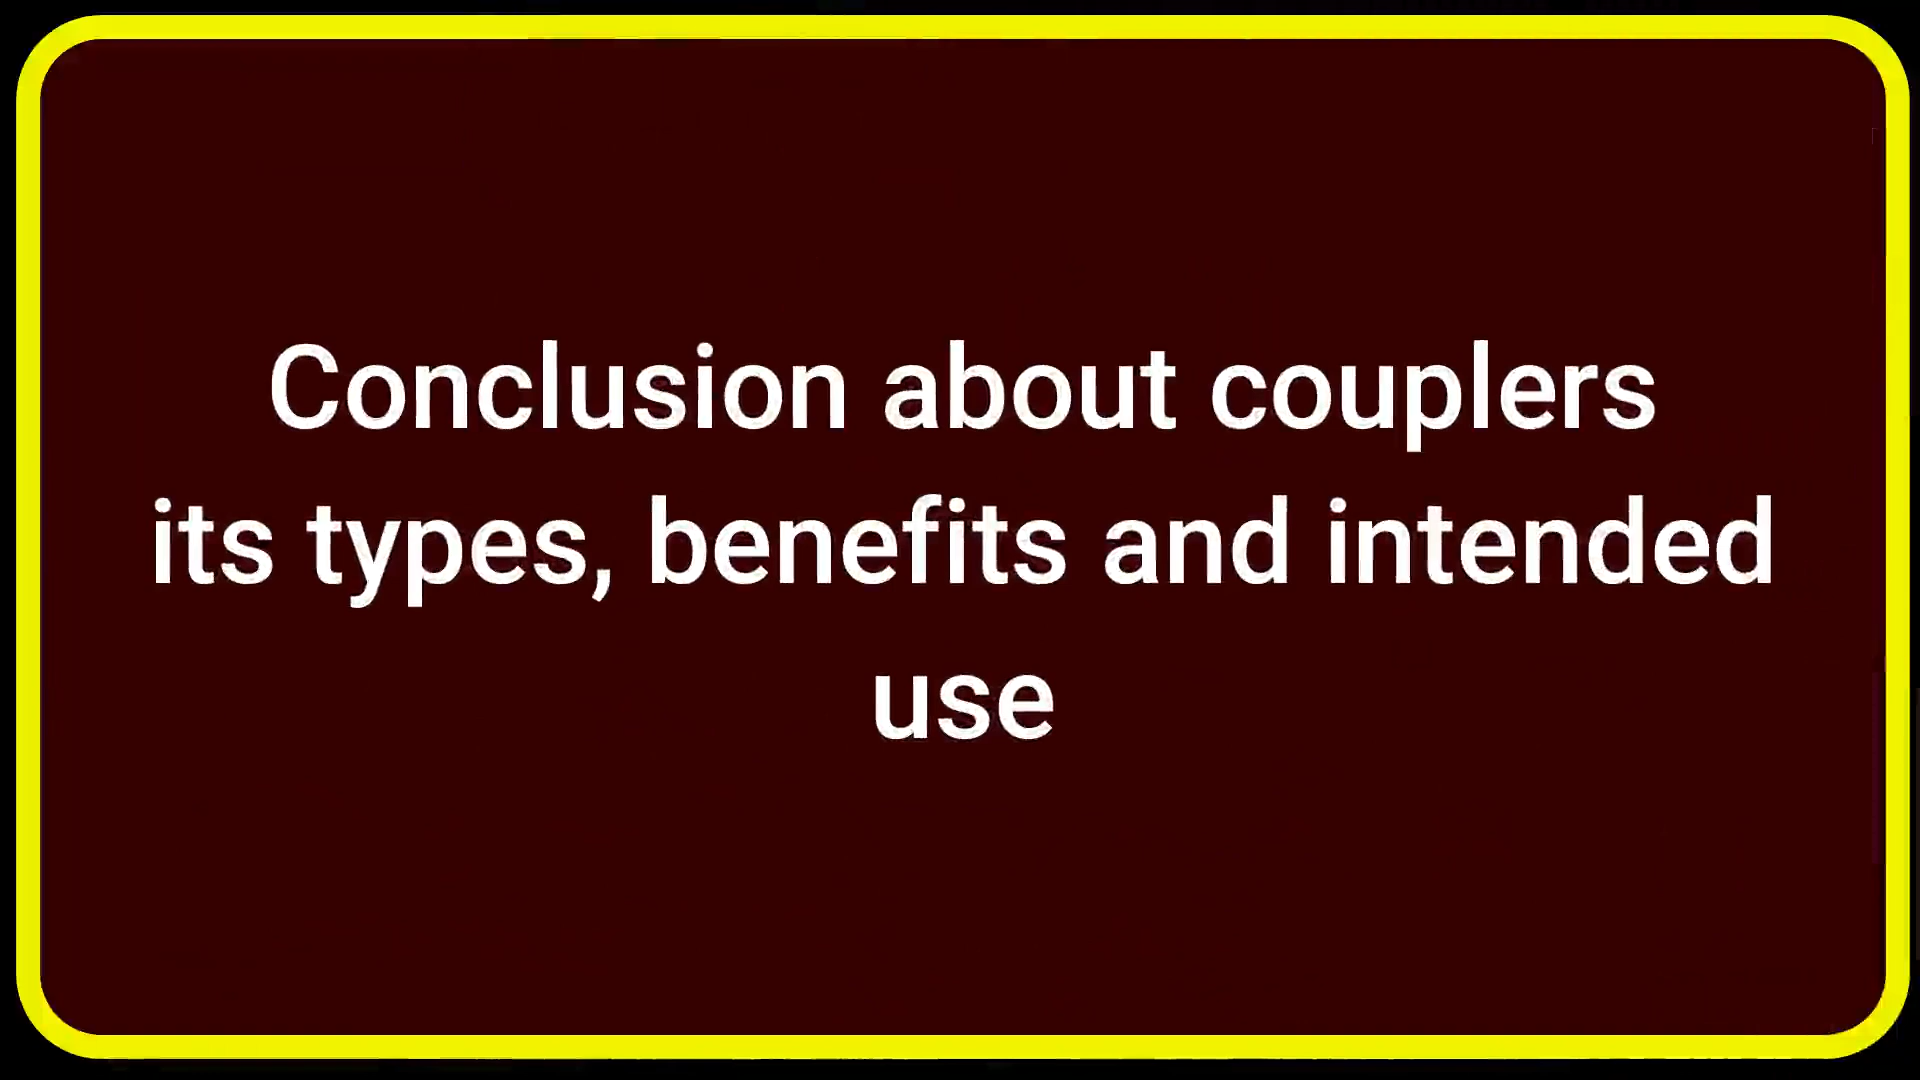 Conclusion about couplers
its types, benefits and intended
use